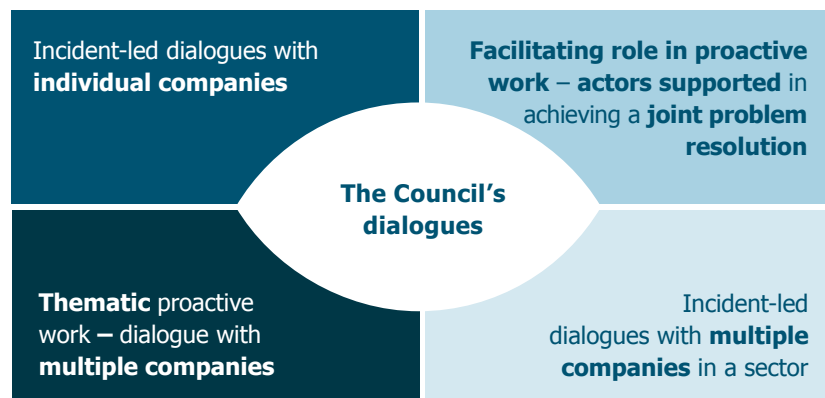 Incident-led dialogues with
individual companies
Facilitating role in proactive
work – actors supported in
achieving a joint problem
resolution
The Council's
dialogues
Thematic proactive
work – dialogue with
multiple companies
Incident-led
dialogues with multiple
companies in a sector